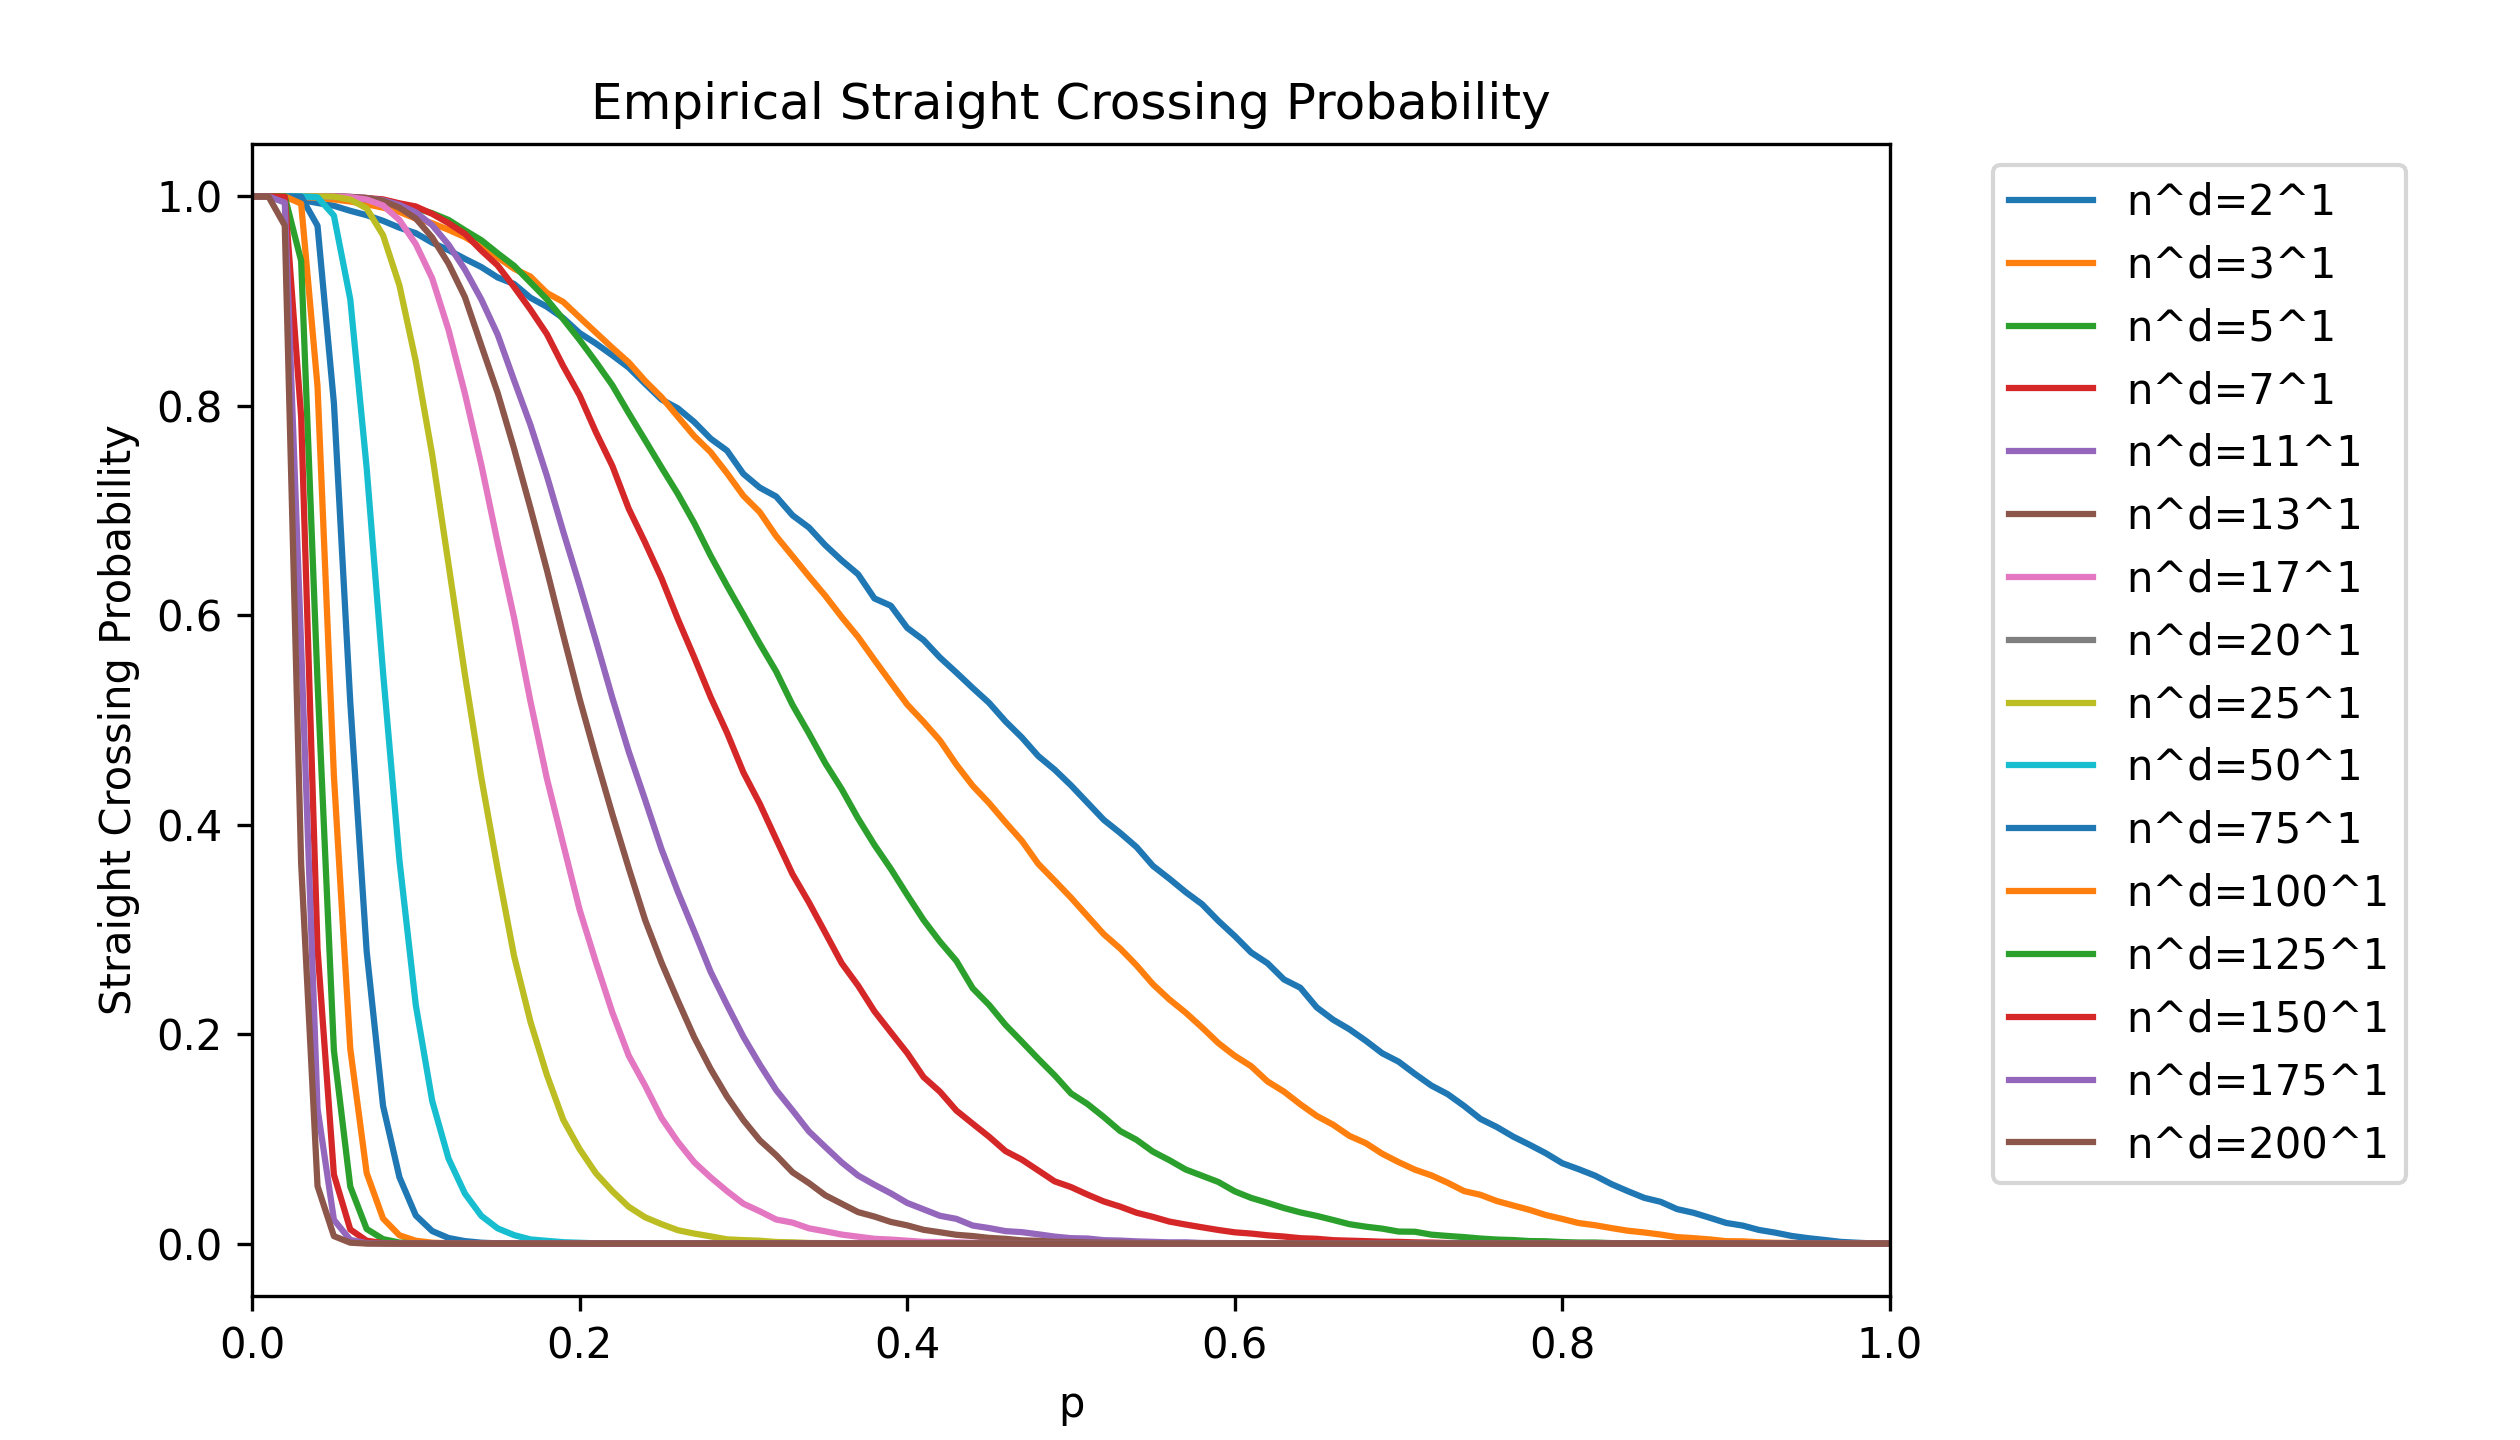 Empirical Straight Crossing Probability
Straight Crossing Probability
1.0
0.8
0.6
0.4
0.2
0.0
0.0 0.2 0.4 0.6 0.8 1.0
p
n^d=2^1
n^d=3^1
n^d=5^1
n^d=7^1
n^d=11^1
n^d=13^1
n^d=17^1
n^d=20^1
n^d=25^1
n^d=50^1
n^d=75^1
n^d=100^1
n^d=125^1
n^d=150^1
n^d=175^1
n^d=200^1